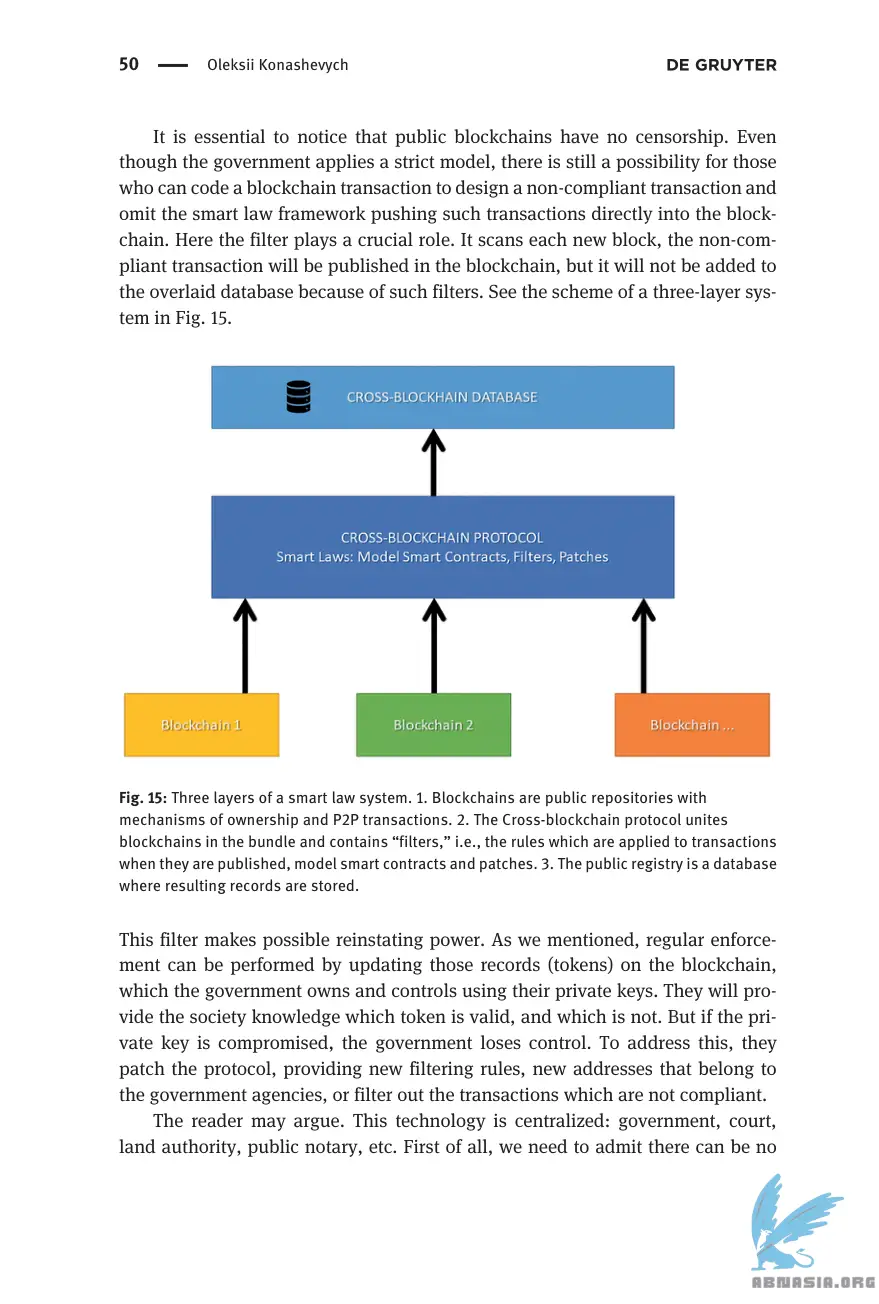 50 — Oleksii Konashevych DE GRUYTER
It is essential to notice that public blockchains have no censorship. Even
though the government applies a strict model, there is still a possibility for those
who can code a blockchain transaction to design a non-compliant transaction and
omit the smart law framework pushing such transactions directly into the block-
chain. Here the filter plays a crucial role. It scans each new block, the non-com-
pliant transaction will be published in the blockchain, but it will not be added to
the overlaid database because of such filters. See the scheme of a three-layer sys-
tem in Fig. 15.
CROSS-BLOCKHAIN DATABASE
CROSS-BLOCKCHAIN PROTOCOL
Smart Laws: Model Smart Contracts, Filters, Patches
Blockchain 1 Blockchain 2 Blockchain ...
Fig. 15: Three layers of a smart law system. 1. Blockchains are public repositories with
mechanisms of ownership and P2P transactions. 2. The Cross-blockchain protocol unites
blockchains in the bundle and contains “filters,” i.e., the rules which are applied to transactions
when they are published, model smart contracts and patches. 3. The public registry is a database
where resulting records are stored.
This filter makes possible reinstating power. As we mentioned, regular enforce-
ment can be performed by updating those records (tokens) on the blockchain,
which the government owns and controls using their private keys. They will pro-
vide the society knowledge which token is valid, and which is not. But if the pri-
vate key is compromised, the government loses control. To address this, they
patch the protocol, providing new filtering rules, new addresses that belong to
the government agencies, or filter out the transactions which are not compliant.
The reader may argue. This technology is centralized: government, court,
land authority, public notary, etc. First of all, we need to admit there can be no
ABNASIA.ORG